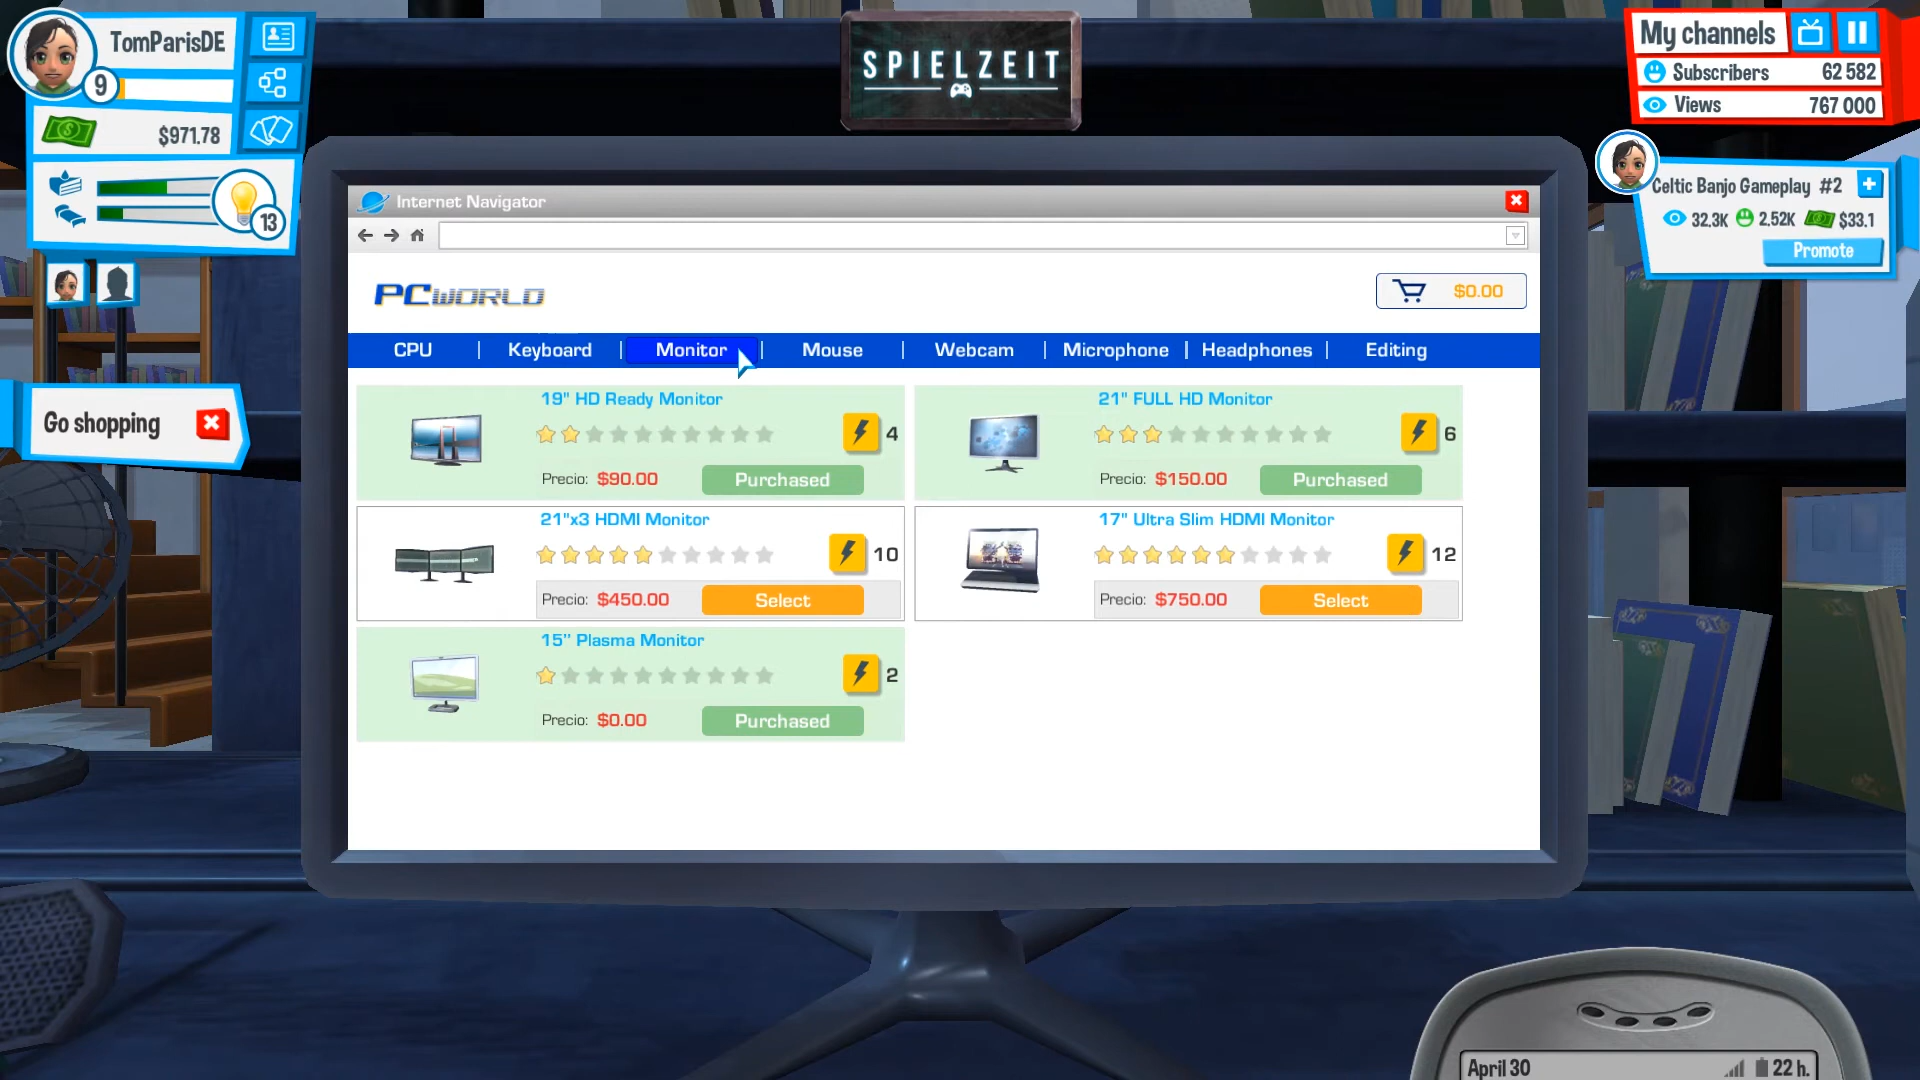 TomParisDE
9
$971.78
13
SPIELZEIT
My channels
Subscribers 62 582
Views 767 000
Celtic Banjo Gameplay #2
32.3K 2.52K $33.1
Promote
Go shopping
Internet Navigator
PCWORLD
$0.00
CPU | Keyboard | Monitor | Mouse | Webcam | Microphone | Headphones | Editing
19" HD Ready Monitor
4
Precio: $90.00 Purchased
21" FULL HD Monitor
6
Precio: $150.00 Purchased
21"x3 HDMI Monitor
10
Precio: $450.00 Select
17" Ultra Slim HDMI Monitor
12
Precio: $750.00 Select
15" Plasma Monitor
2
Precio: $0.00 Purchased
April 30 22 h.